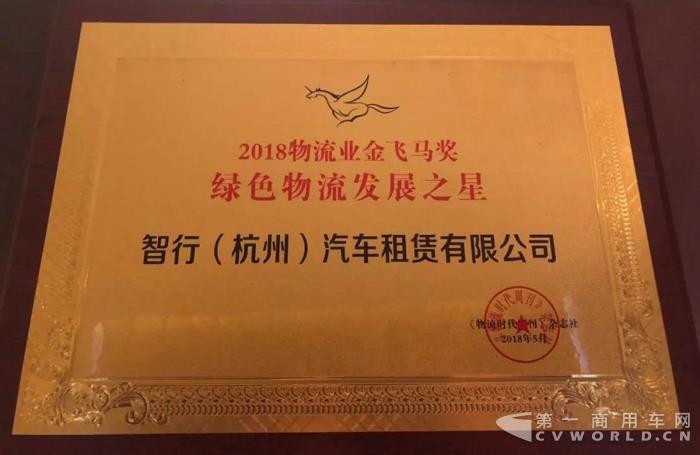 2018物流业金飞马奖
绿色物流发展之星
智行（杭州）汽车租赁有限公司
《物流时代周刊》杂志社
2018年5月
第一商用车网
CVWORLD.CN